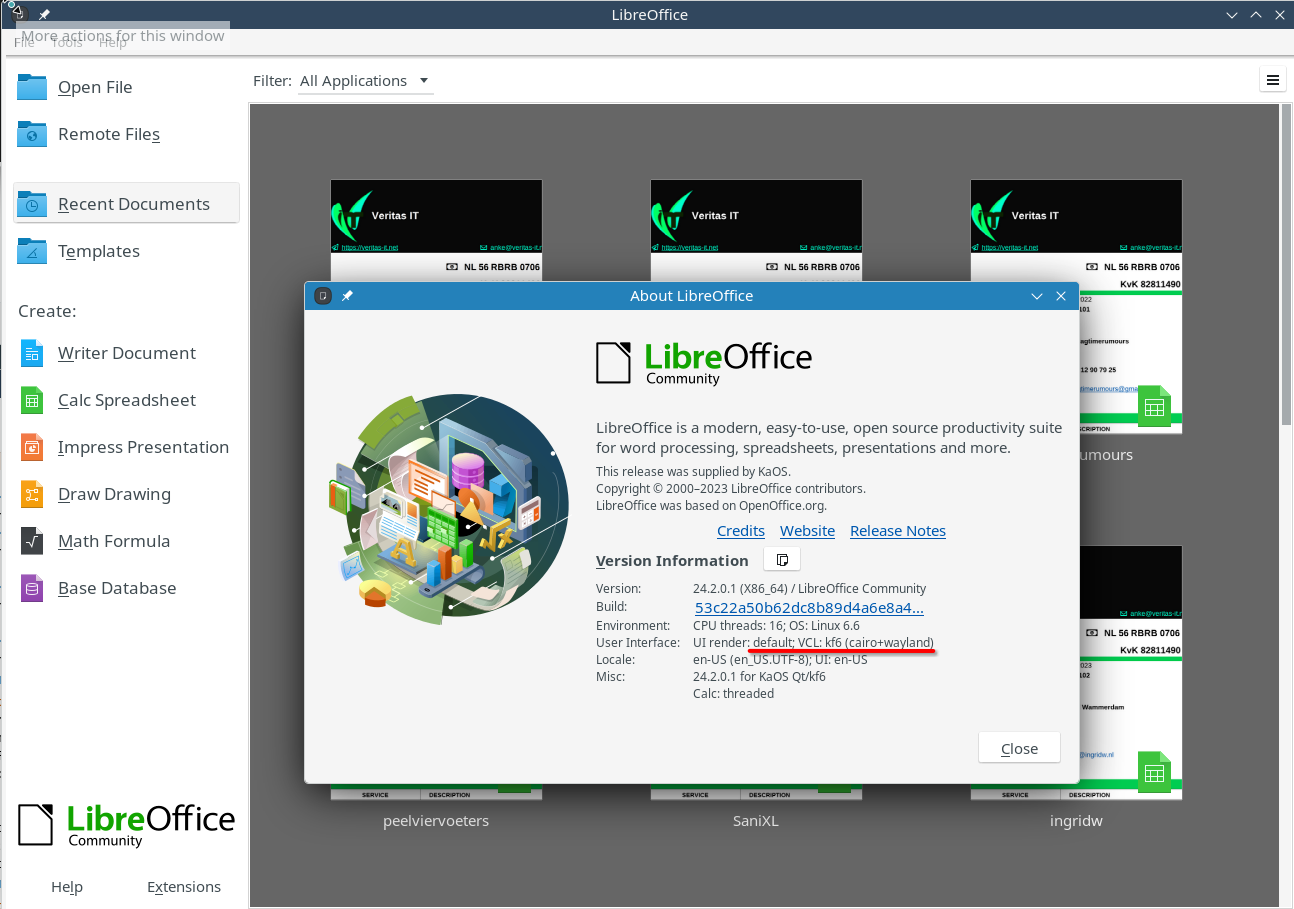 LibreOffice
More actions for this window
File Tools Help
Open File
Remote Files
Recent Documents
Templates
Create:
Writer Document
Calc Spreadsheet
Impress Presentation
Draw Drawing
Math Formula
Base Database
LibreOffice
Community
Help Extensions
Filter: All Applications
Veritas IT
https://veritas-it.net anke@veritas-it.n
NL 56 RBRB 0706
Veritas IT
https://veritas-it.net anke@veritas-it.n
NL 56 RBRB 0706
Veritas IT
https://veritas-it.net anke@veritas-it.n
NL 56 RBRB 0706
KvK 82811490
2022
101
agtimerumours
12 90 79 25
timerumours@gma
CRIPTION
umours
About LibreOffice
LibreOffice
Community
LibreOffice is a modern, easy-to-use, open source productivity suite
for word processing, spreadsheets, presentations and more.
This release was supplied by KaOS.
Copyright © 2000–2023 LibreOffice contributors.
LibreOffice was based on OpenOffice.org.
Credits Website Release Notes
Version Information
Version: 24.2.0.1 (X86_64) / LibreOffice Community
Build: 53c22a50b62dc8b89d4a6e8a4...
Environment: CPU threads: 16; OS: Linux 6.6
User Interface: UI render: default; VCL: kf6 (cairo+wayland)
Locale: en-US (en_US.UTF-8); UI: en-US
Misc: 24.2.0.1 for KaOS Qt/kf6
Calc: threaded
Close
anke@veritas-it.n
NL 56 RBRB 0706
KvK 82811490
023
102
Wammerdam
@ingridw.nl
SERVICE DESCRIPTION
SERVICE DESCRIPTION
SERVICE DESCRIPTION
peelviervoeters
SaniXL
ingridw